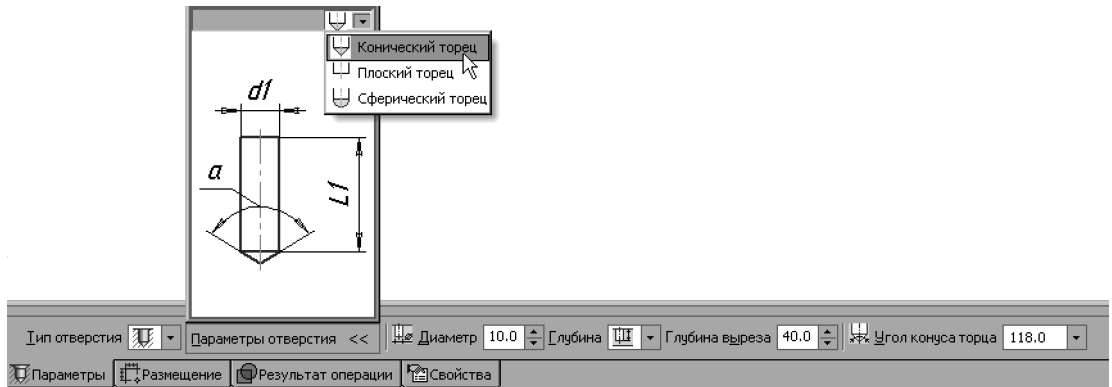 Конический торец
Плоский торец
Сферический торец
d1
a
L1
Тип отверстия Параметры отверстия << Диаметр 10.0 Глубина Глубина выреза 40.0 Угол конуса торца 118.0
Параметры Размещение Результат операции Свойства